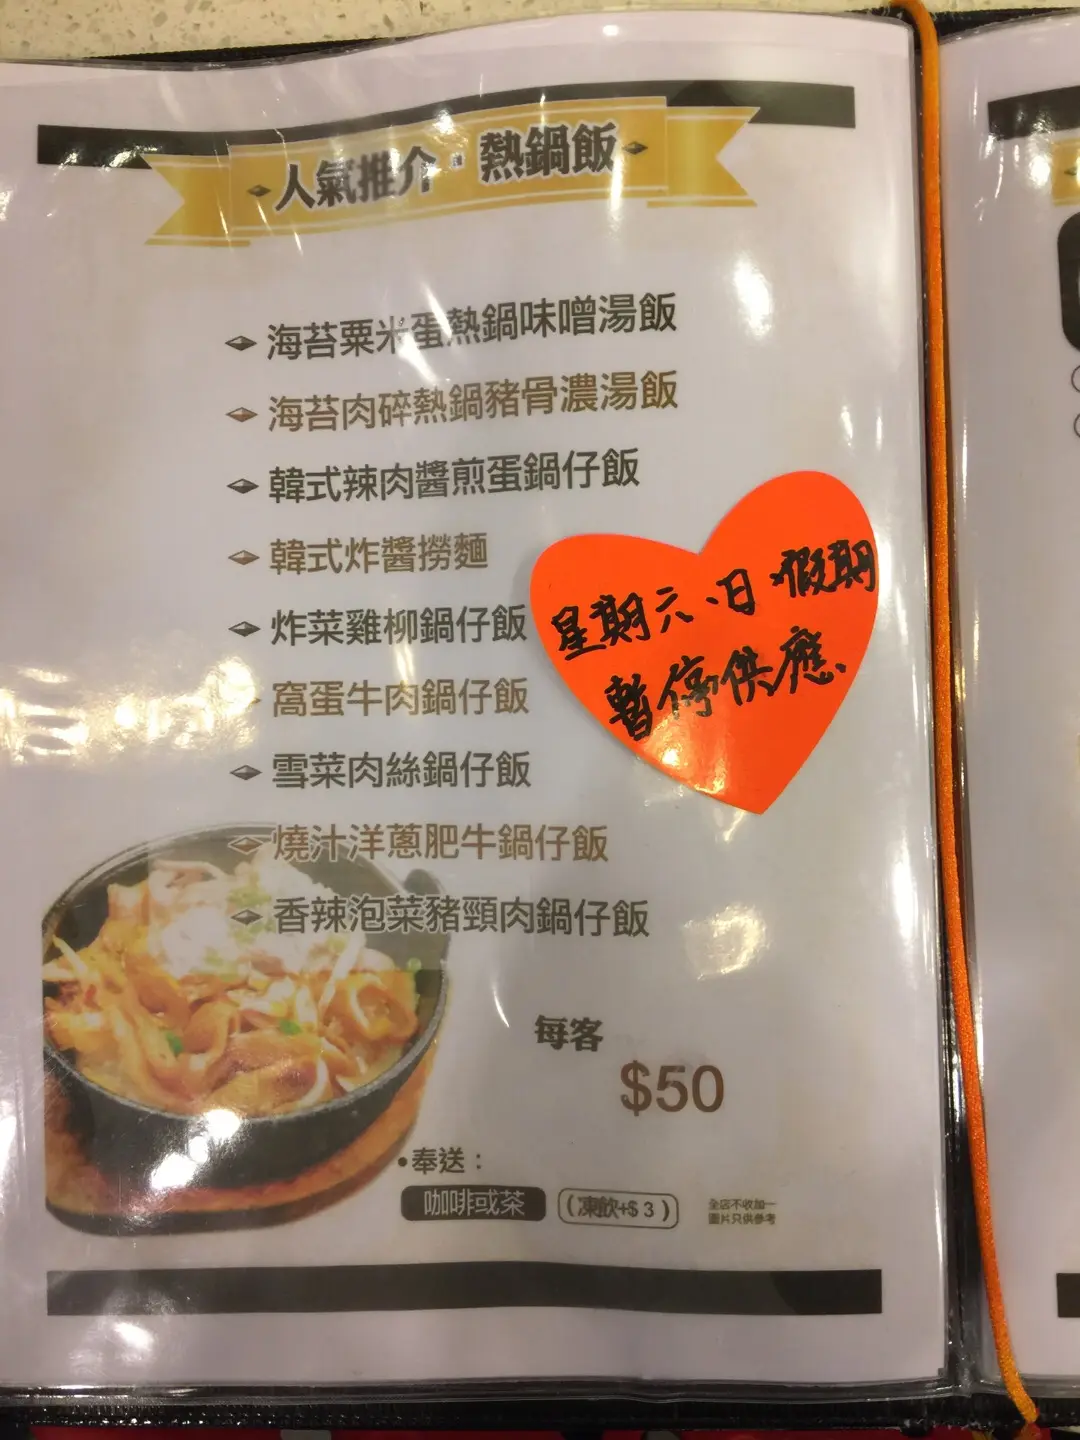 人氣推介·熱鍋飯
海苔粟米蛋熱鍋味噌湯飯
海苔肉碎熱鍋豬骨濃湯飯
韓式辣肉醬煎蛋鍋仔飯
韓式炸醬撈麵
炸菜雞柳鍋仔飯
窩蛋牛肉鍋仔飯
雪菜肉絲鍋仔飯
燒汁洋蔥肥牛鍋仔飯
香辣泡菜豬頸肉鍋仔飯
星期六、日、假期
暫停供應
每客
$50
•奉送：
咖啡或茶 (凍飲+$3)
全店不收加一
圖片只供參考